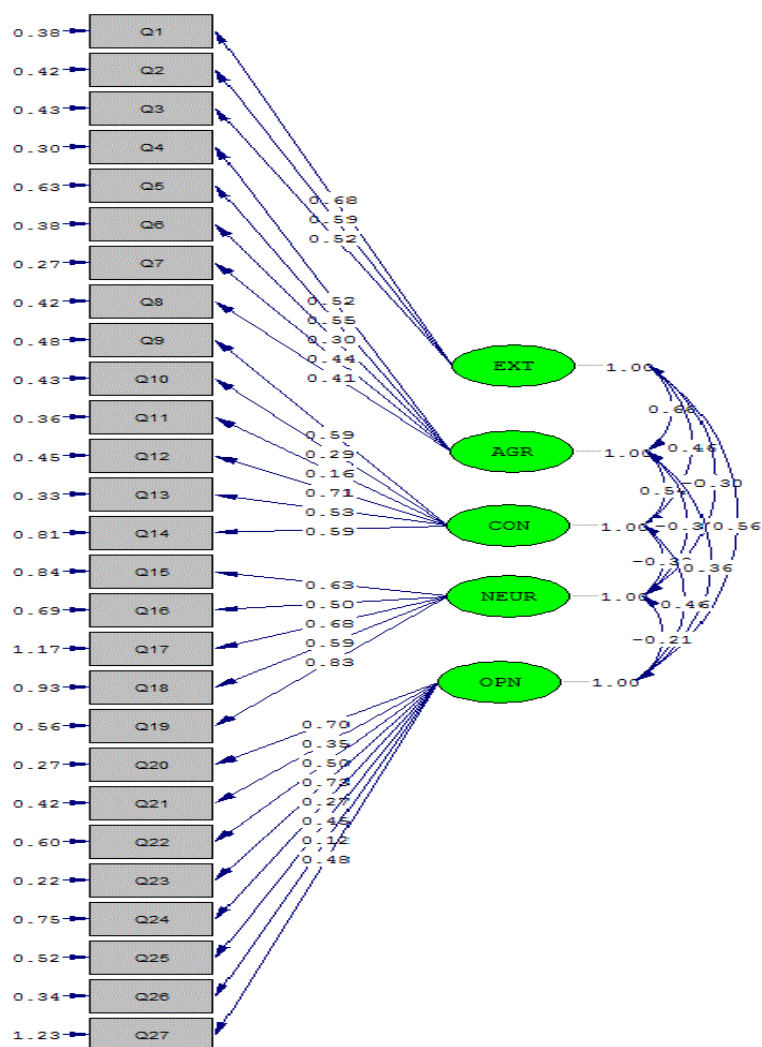 0.38 Q1
0.42 Q2
0.43 Q3
0.30 Q4
0.63 Q5
0.68
0.38 Q6
0.59
0.52
0.27 Q7
0.42 Q8
0.52
0.55
0.48 Q9
0.30
0.44
EXT 1.00
0.43 Q10
0.41
0.36 Q11
0.59
0.46
0.45 Q12
0.29
AGR 1.00
0.16
0.33 Q13
0.71
-0.30
0.53
0.81 Q14
0.59
CON 1.00
0.56
0.84 Q15
0.36
0.63
0.69 Q16
0.50
NEUR 1.00
0.46
1.17 Q17
0.68
0.59
-0.21
0.93 Q18
0.83
OPN 1.00
0.56 Q19
0.70
0.35
0.27 Q20
0.50
0.73
0.42 Q21
0.27
0.45
0.60 Q22
0.12
0.48
0.22 Q23
0.75 Q24
0.52 Q25
0.34 Q26
1.23 Q27